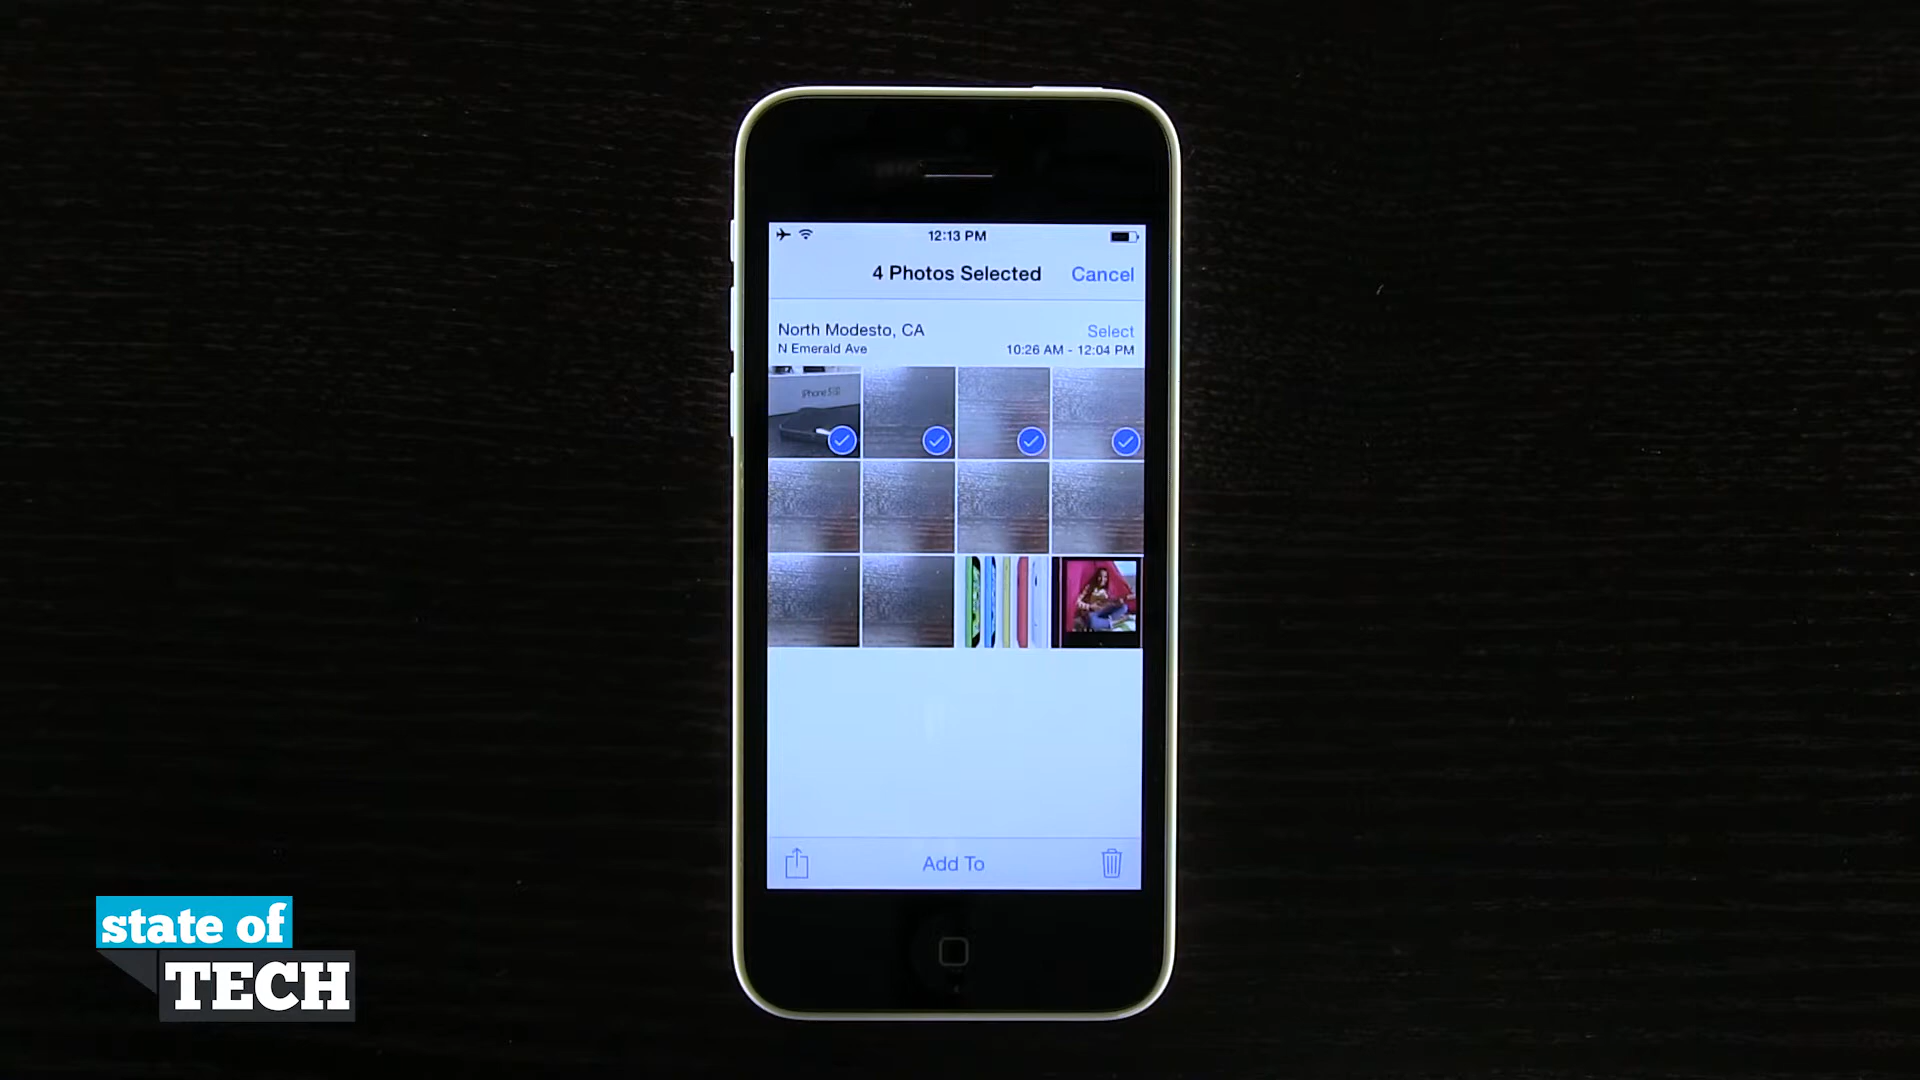 12:13 PM
4 Photos Selected Cancel
North Modesto, CA Select
N Emerald Ave 10:26 AM - 12:04 PM
Add To
state of
TECH